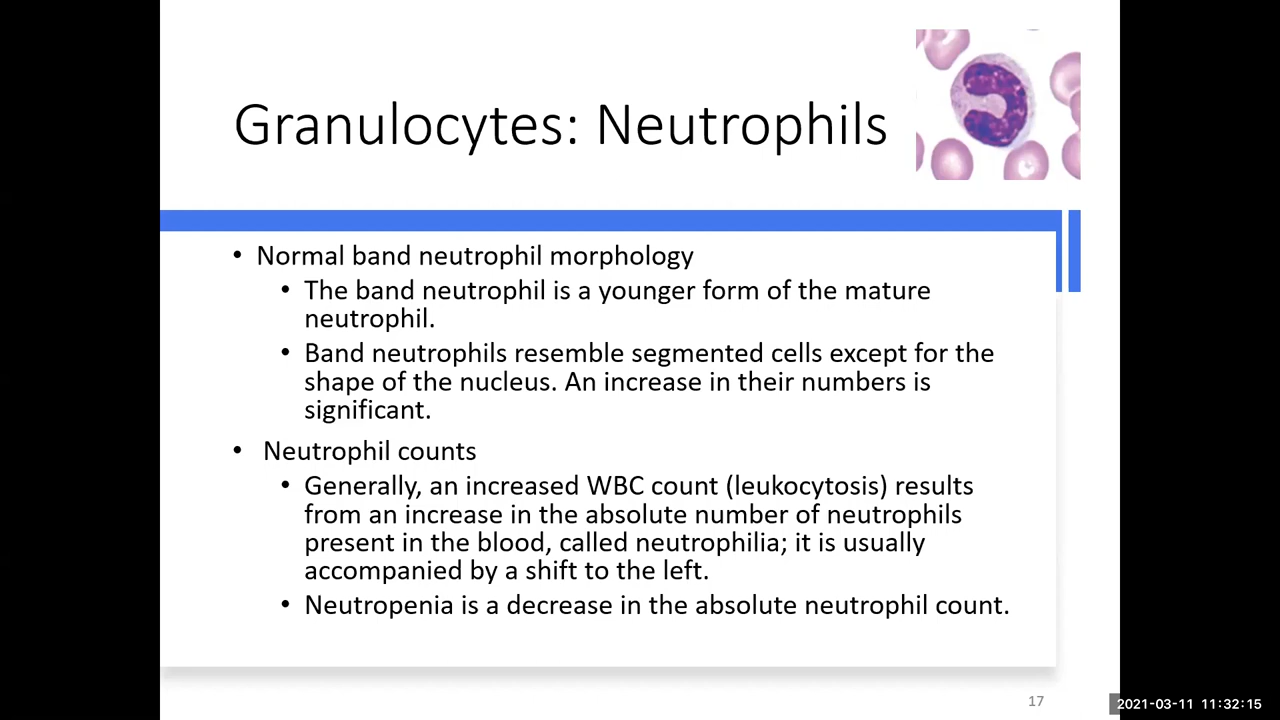 Granulocytes: Neutrophils
• Normal band neutrophil morphology
• The band neutrophil is a younger form of the mature
neutrophil.
• Band neutrophils resemble segmented cells except for the
shape of the nucleus. An increase in their numbers is
significant.
• Neutrophil counts
• Generally, an increased WBC count (leukocytosis) results
from an increase in the absolute number of neutrophils
present in the blood, called neutrophilia; it is usually
accompanied by a shift to the left.
• Neutropenia is a decrease in the absolute neutrophil count.
17
2021-03-11 11:32:15